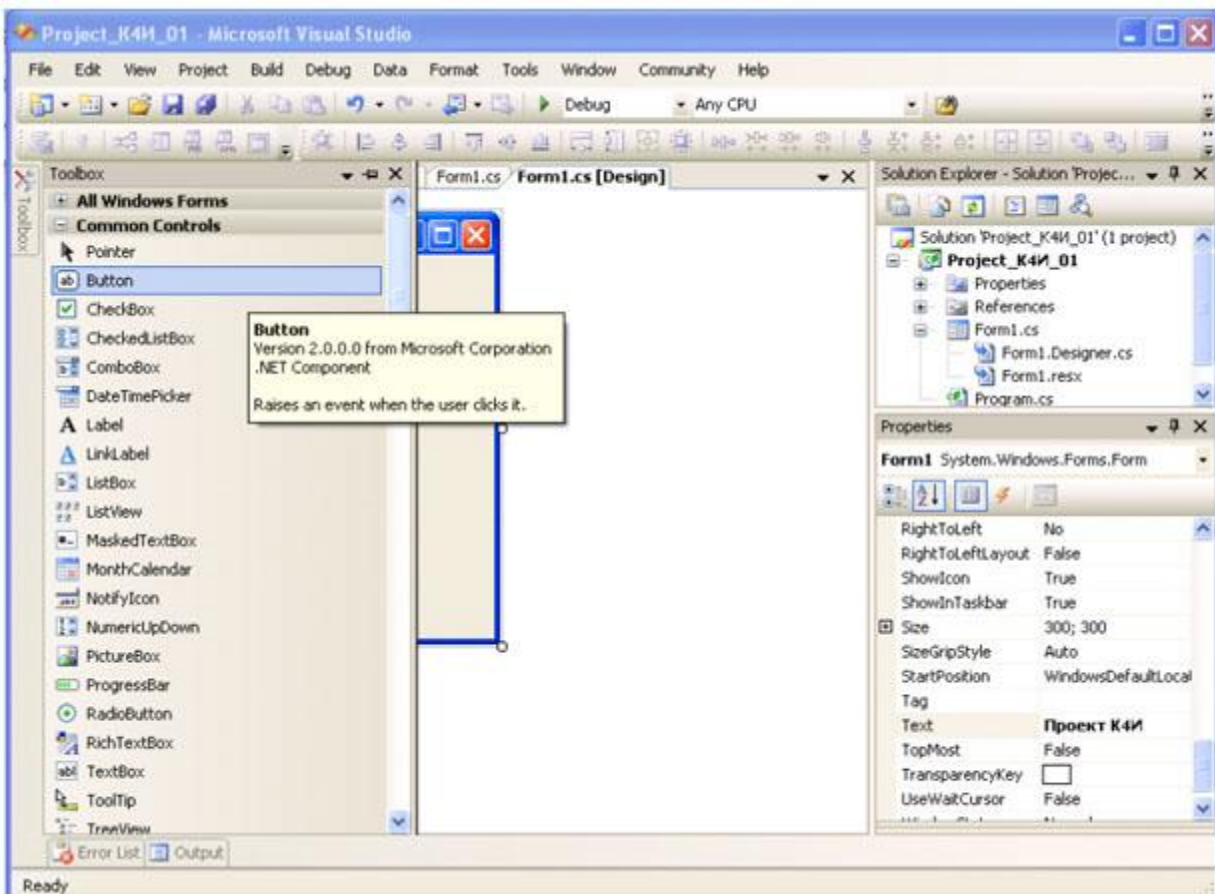 Project_К4И_01 - Microsoft Visual Studio
File Edit View Project Build Debug Data Format Tools Window Community Help
Debug Any CPU
Toolbox
Toolbox
All Windows Forms
Common Controls
Pointer
Button
CheckBox
CheckedListBox
ComboBox
DateTimePicker
Label
LinkLabel
ListBox
ListView
MaskedTextBox
MonthCalendar
NotifyIcon
NumericUpDown
PictureBox
ProgressBar
RadioButton
RichTextBox
TextBox
ToolTip
TreeView
Button
Version 2.0.0.0 from Microsoft Corporation
.NET Component
Raises an event when the user clicks it.
Form1.cs Form1.cs [Design]
Solution Explorer - Solution 'Projec...
Solution 'Project_К4И_01' (1 project)
Project_К4И_01
Properties
References
Form1.cs
Form1.Designer.cs
Form1.resx
Program.cs
Properties
Form1 System.Windows.Forms.Form
RightToLeft No
RightToLeftLayout False
ShowIcon True
ShowInTaskbar True
Size 300; 300
SizeGripStyle Auto
StartPosition WindowsDefaultLocal
Tag
Text Проект К4И
TopMost False
TransparencyKey
UseWaitCursor False
Error List Output
Ready